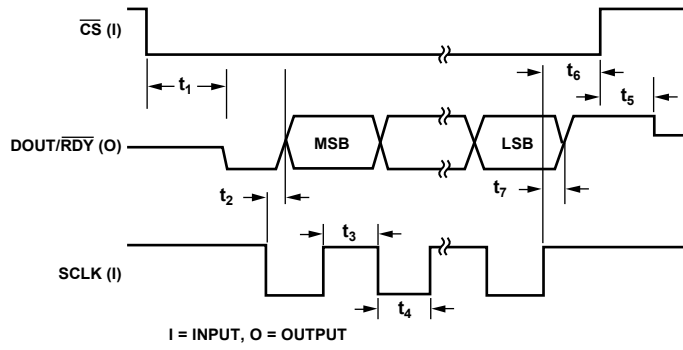 CS (I)
t6
t1
t5
DOUT/RDY (O)
MSB
LSB
t2
t7
t3
SCLK (I)
t4
I = INPUT, O = OUTPUT